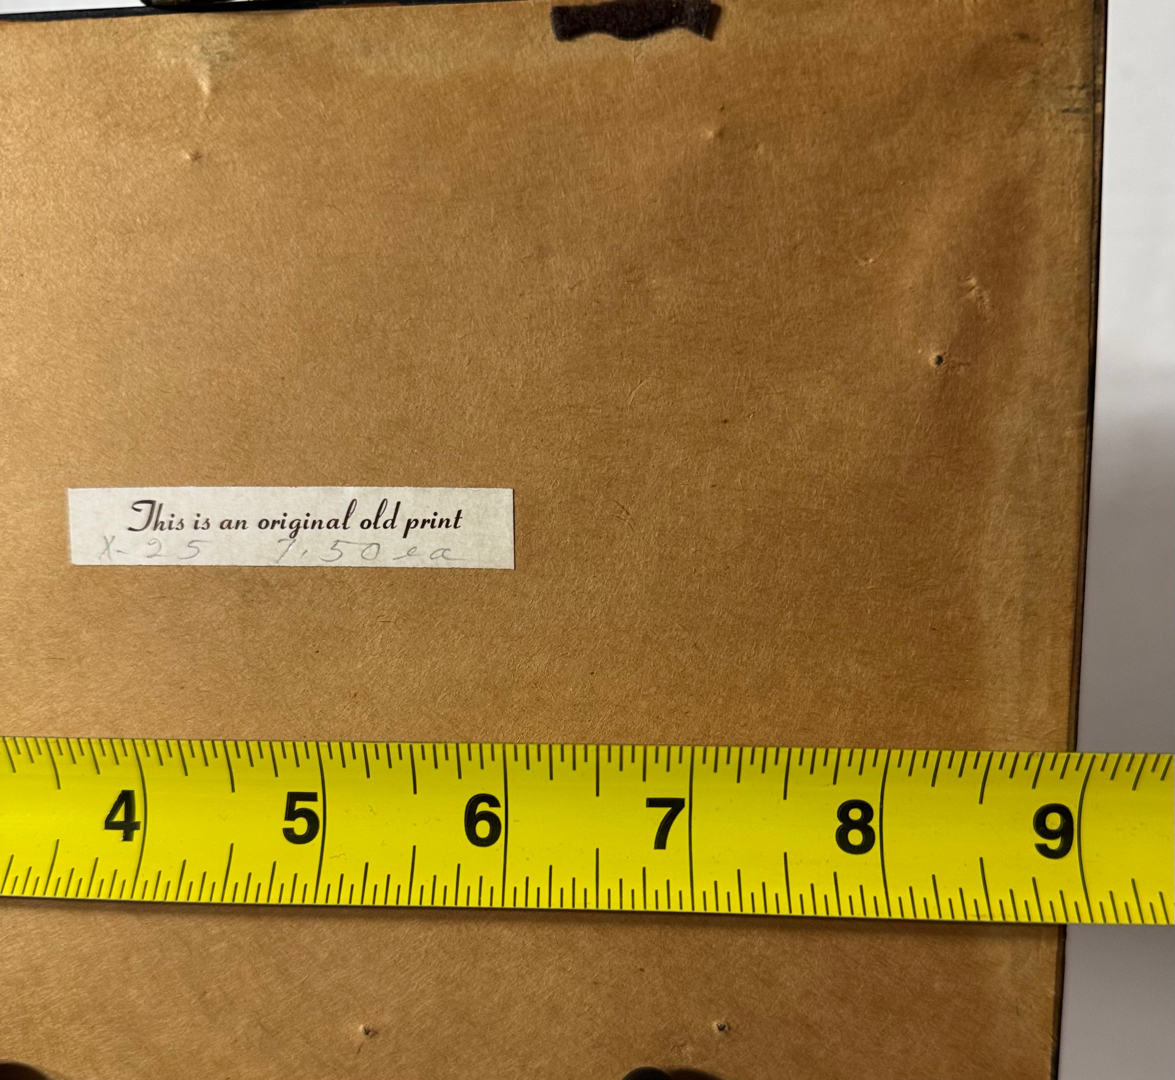 This is an original old print
X-25 7.50 ea
4 5 6 7 8 9